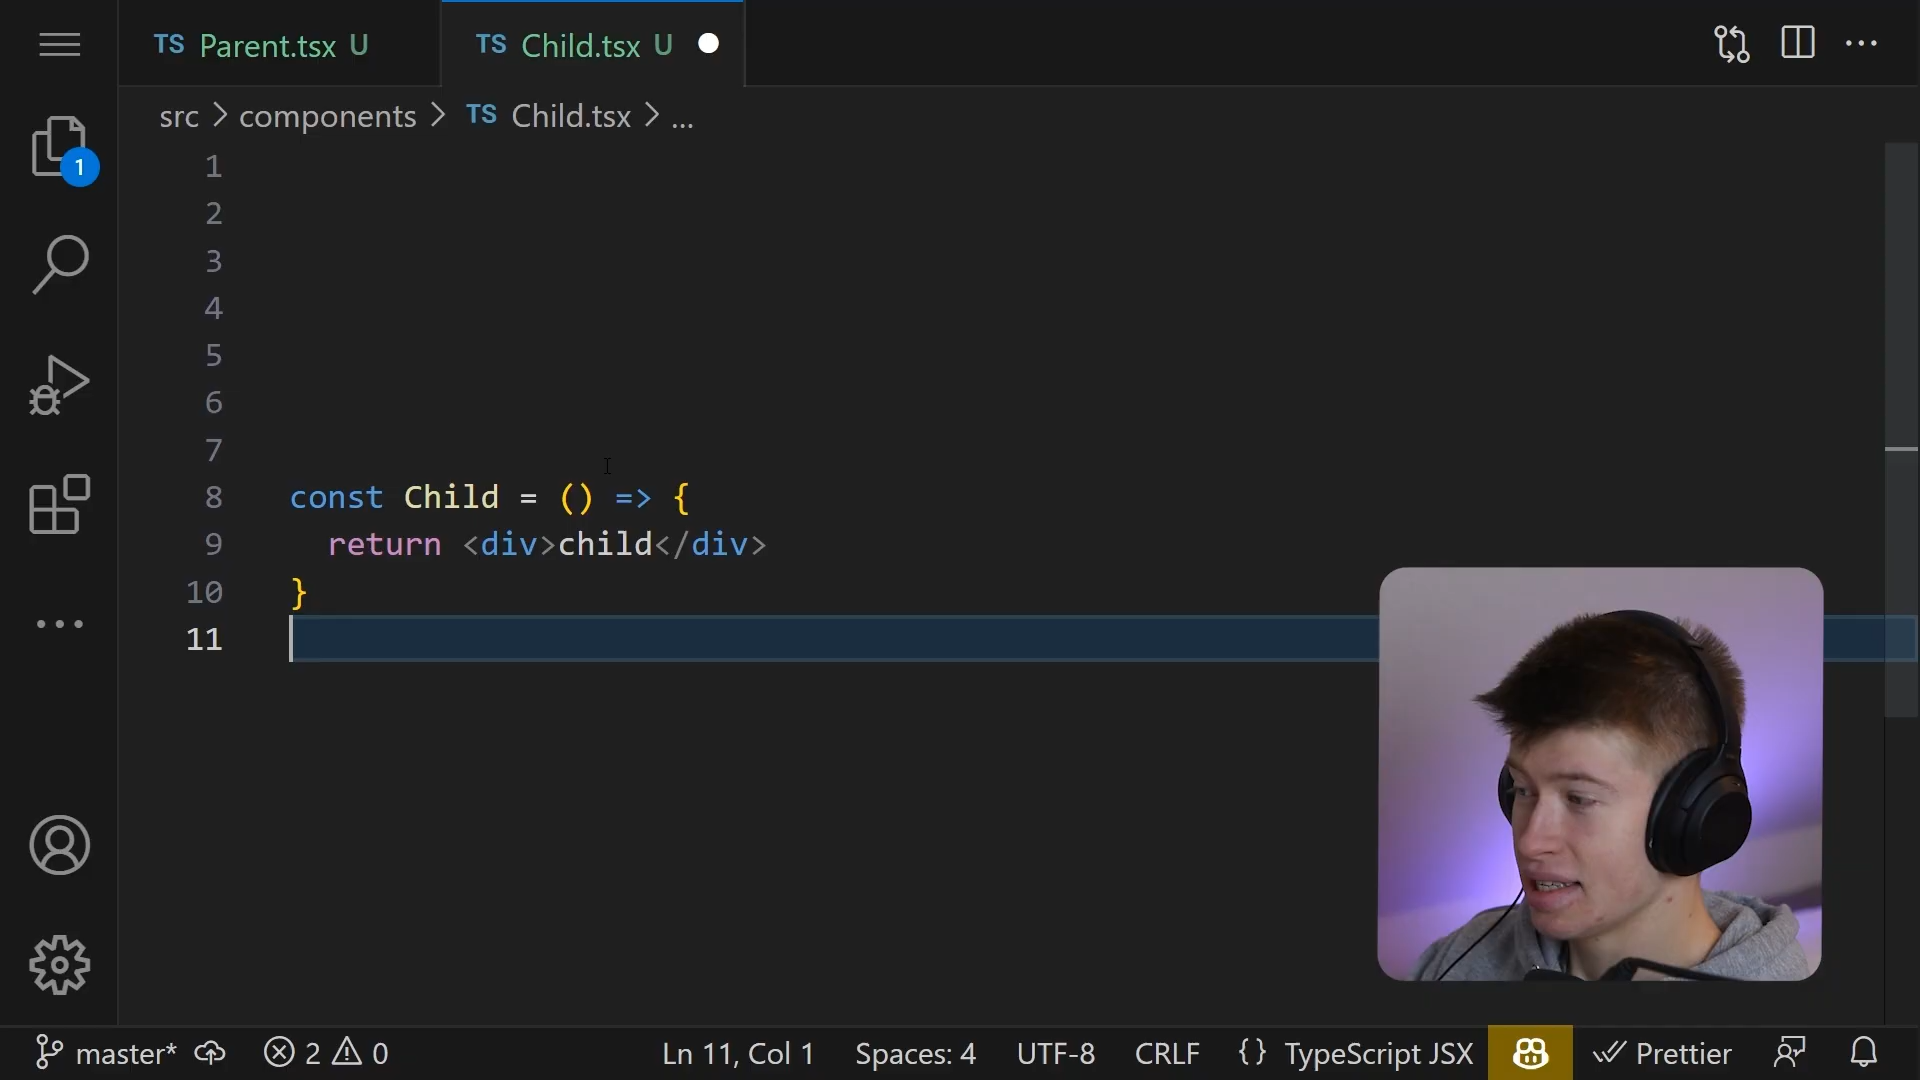 TS Parent.tsx U
TS Child.tsx U
src > components > TS Child.tsx > ...
1
1
2
3
4
5
6
7
8 const Child = () => {
9 return <div>child</div>
10 }
11
master* 2 0 Ln 11, Col 1 Spaces: 4 UTF-8 CRLF {} TypeScript JSX Prettier